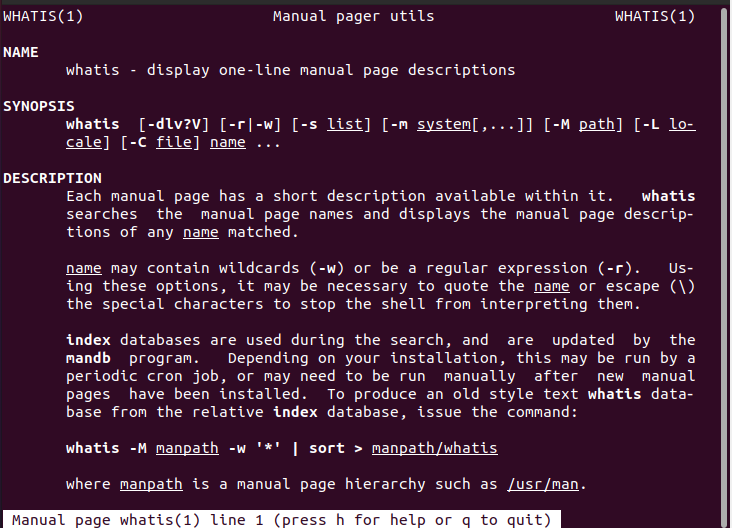 WHATIS(1) Manual pager utils WHATIS(1)
NAME
whatis - display one-line manual page descriptions
SYNOPSIS
whatis [-dlv?V] [-r|-w] [-s list] [-m system[,...]] [-M path] [-L lo-
cale] [-C file] name ...
DESCRIPTION
Each manual page has a short description available within it. whatis
searches the manual page names and displays the manual page descrip-
tions of any name matched.
name may contain wildcards (-w) or be a regular expression (-r). Us-
ing these options, it may be necessary to quote the name or escape (\)
the special characters to stop the shell from interpreting them.
index databases are used during the search, and are updated by the
mandb program. Depending on your installation, this may be run by a
periodic cron job, or may need to be run manually after new manual
pages have been installed. To produce an old style text whatis data-
base from the relative index database, issue the command:
whatis -M manpath -w '*' | sort > manpath/whatis
where manpath is a manual page hierarchy such as /usr/man.
Manual page whatis(1) line 1 (press h for help or q to quit)